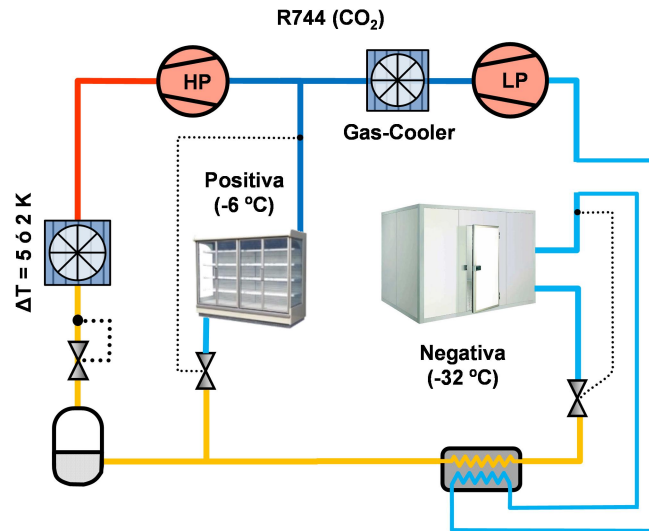 R744 (CO₂)
HP
LP
Gas-Cooler
Positiva
(-6 ºC)
ΔT = 5 ó 2 K
Negativa
(-32 ºC)